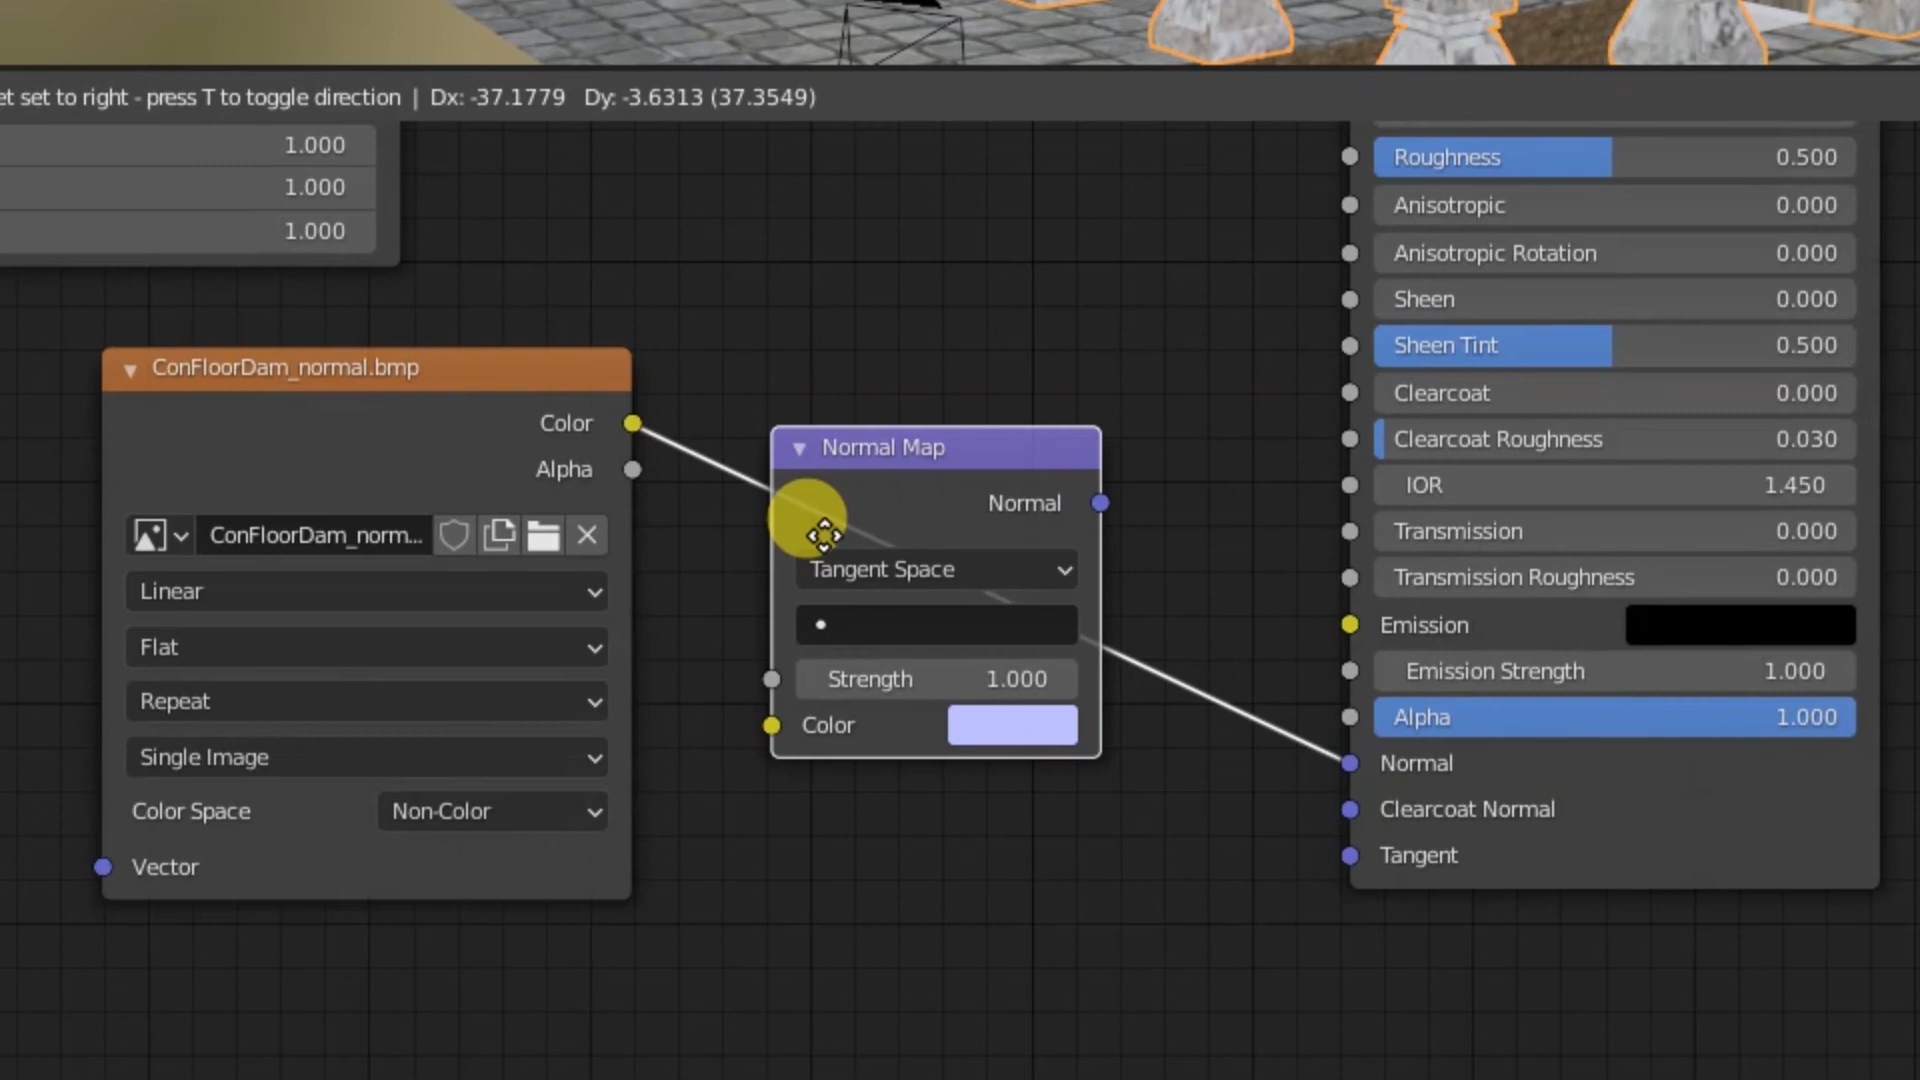 et set to right - press T to toggle direction | Dx: -37.1779 Dy: -3.6313 (37.3549)
1.000
1.000
1.000
ConFloorDam_normal.bmp
Color
Alpha
ConFloorDam_norm...
Linear
Flat
Repeat
Single Image
Color Space Non-Color
Vector
Normal Map
Normal
Tangent Space
Strength 1.000
Color
Roughness 0.500
Anisotropic 0.000
Anisotropic Rotation 0.000
Sheen 0.000
Sheen Tint 0.500
Clearcoat 0.000
Clearcoat Roughness 0.030
IOR 1.450
Transmission 0.000
Transmission Roughness 0.000
Emission
Emission Strength 1.000
Alpha 1.000
Normal
Clearcoat Normal
Tangent